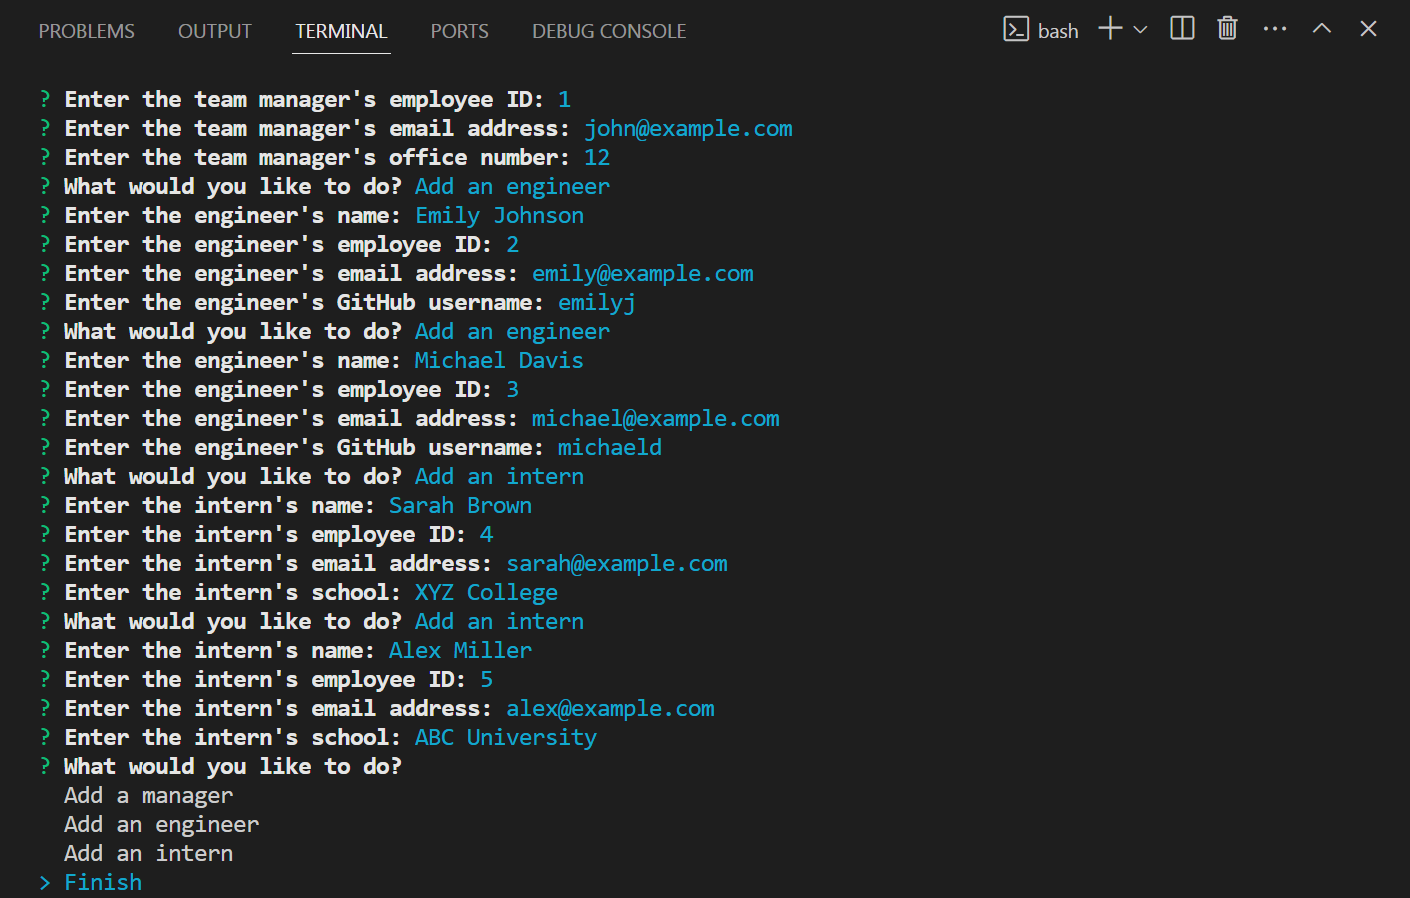 PROBLEMS OUTPUT TERMINAL PORTS DEBUG CONSOLE bash
? Enter the team manager's employee ID: 1
? Enter the team manager's email address: john@example.com
? Enter the team manager's office number: 12
? What would you like to do? Add an engineer
? Enter the engineer's name: Emily Johnson
? Enter the engineer's employee ID: 2
? Enter the engineer's email address: emily@example.com
? Enter the engineer's GitHub username: emilyj
? What would you like to do? Add an engineer
? Enter the engineer's name: Michael Davis
? Enter the engineer's employee ID: 3
? Enter the engineer's email address: michael@example.com
? Enter the engineer's GitHub username: michaeld
? What would you like to do? Add an intern
? Enter the intern's name: Sarah Brown
? Enter the intern's employee ID: 4
? Enter the intern's email address: sarah@example.com
? Enter the intern's school: XYZ College
? What would you like to do? Add an intern
? Enter the intern's name: Alex Miller
? Enter the intern's employee ID: 5
? Enter the intern's email address: alex@example.com
? Enter the intern's school: ABC University
? What would you like to do?
Add a manager
Add an engineer
Add an intern
> Finish